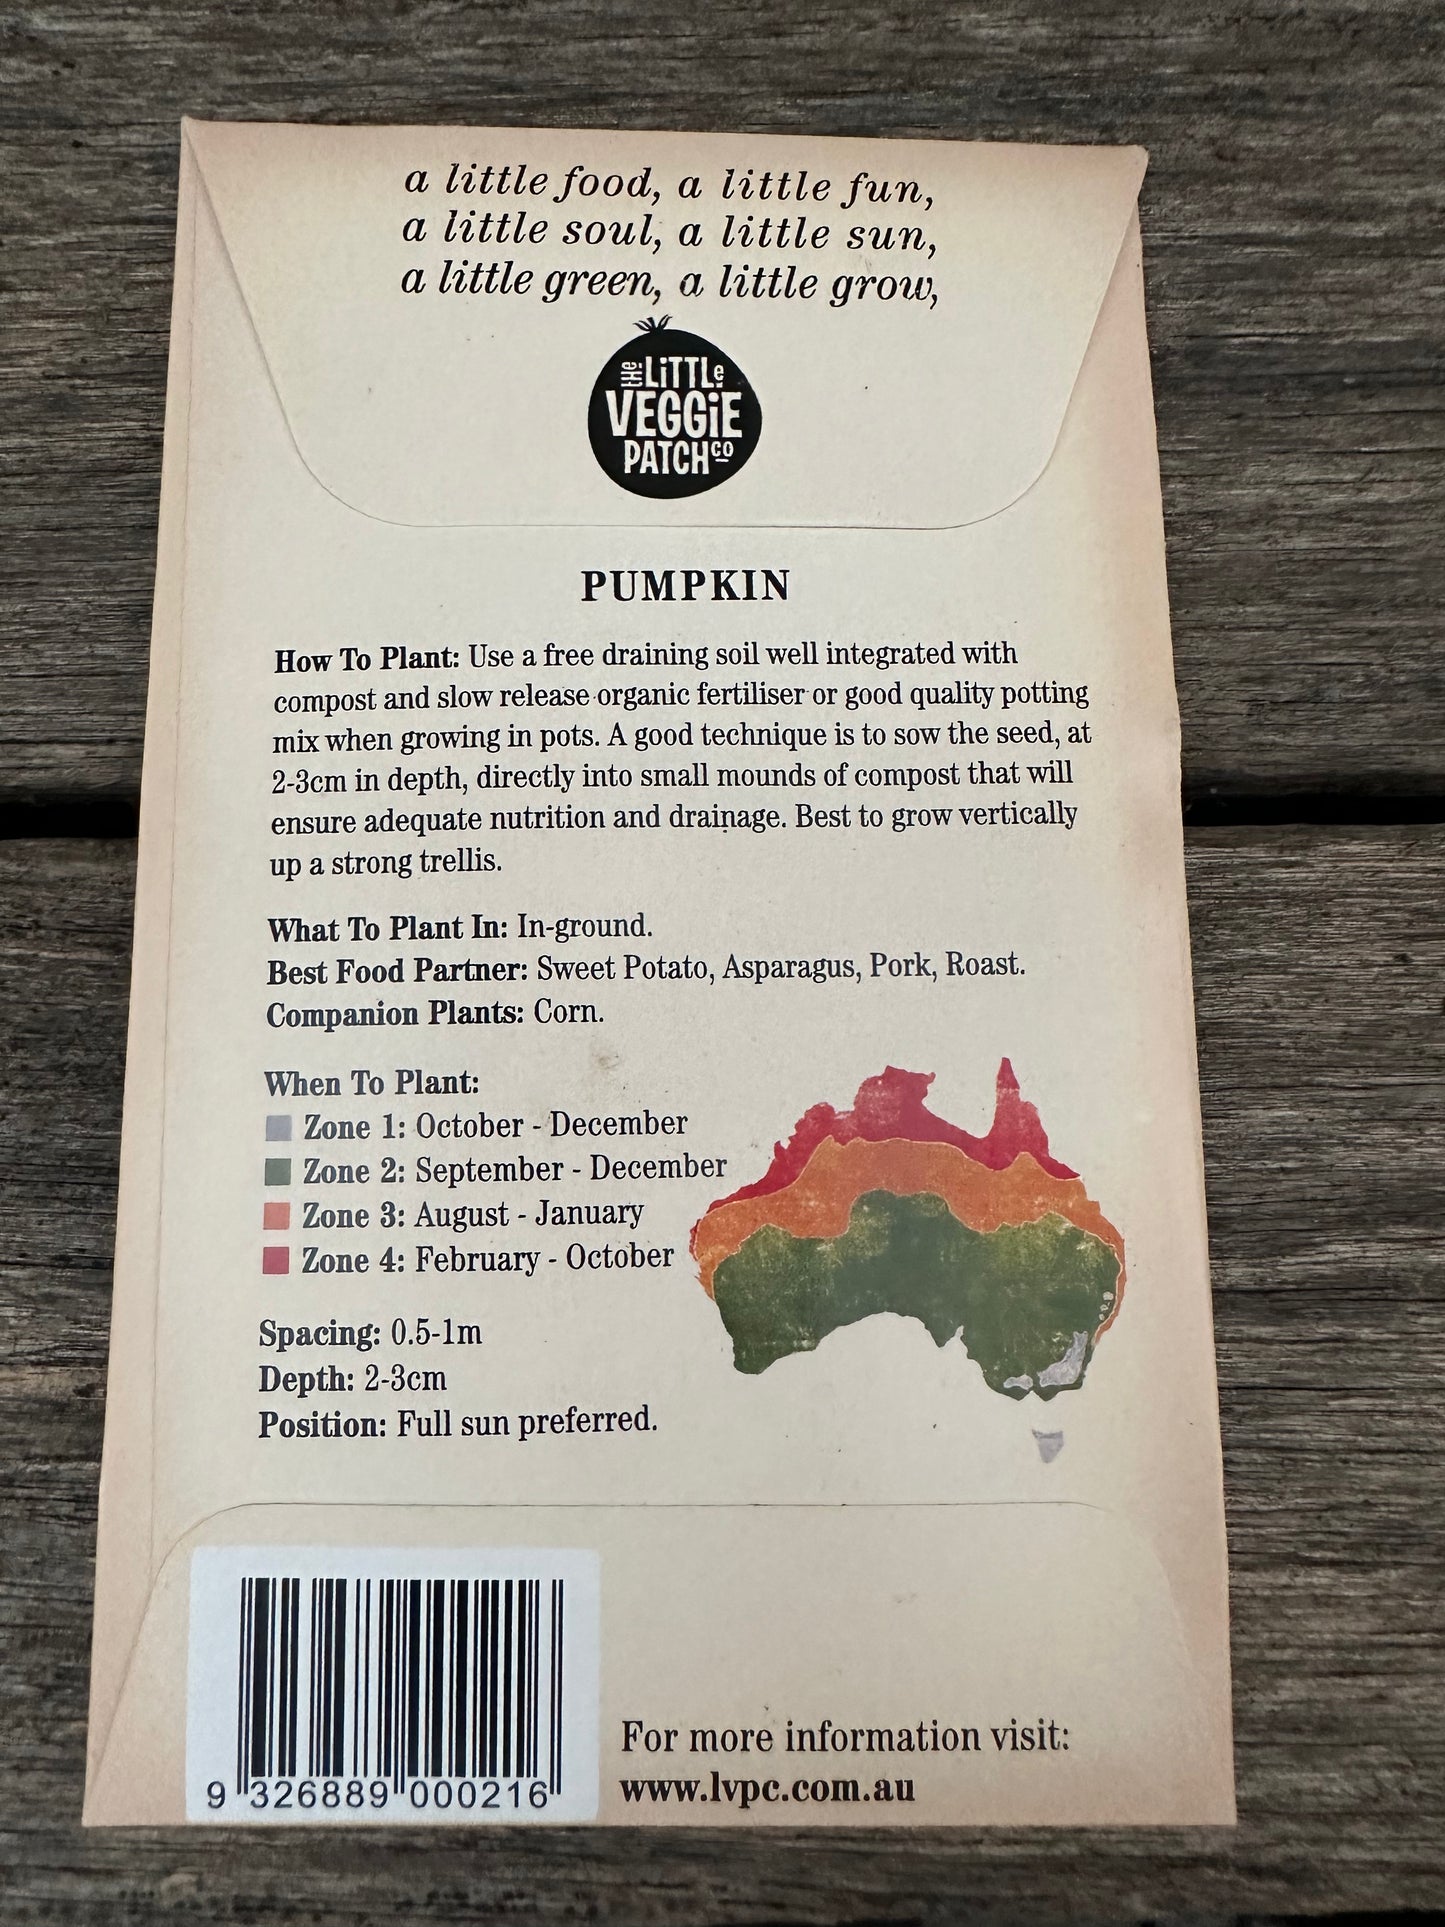 a little food, a little fun,
a little soul, a little sun,
a little green, a little grow,
THE LiTTLe
VEGGiE
PATCH CO
PUMPKIN
How To Plant: Use a free draining soil well integrated with
compost and slow release organic fertiliser or good quality potting
mix when growing in pots. A good technique is to sow the seed, at
2-3cm in depth, directly into small mounds of compost that will
ensure adequate nutrition and drainage. Best to grow vertically
up a strong trellis.
What To Plant In: In-ground.
Best Food Partner: Sweet Potato, Asparagus, Pork, Roast.
Companion Plants: Corn.
When To Plant:
Zone 1: October - December
Zone 2: September - December
Zone 3: August - January
Zone 4: February - October
Spacing: 0.5-1m
Depth: 2-3cm
Position: Full sun preferred.
9 326889 000216
For more information visit:
www.lvpc.com.au